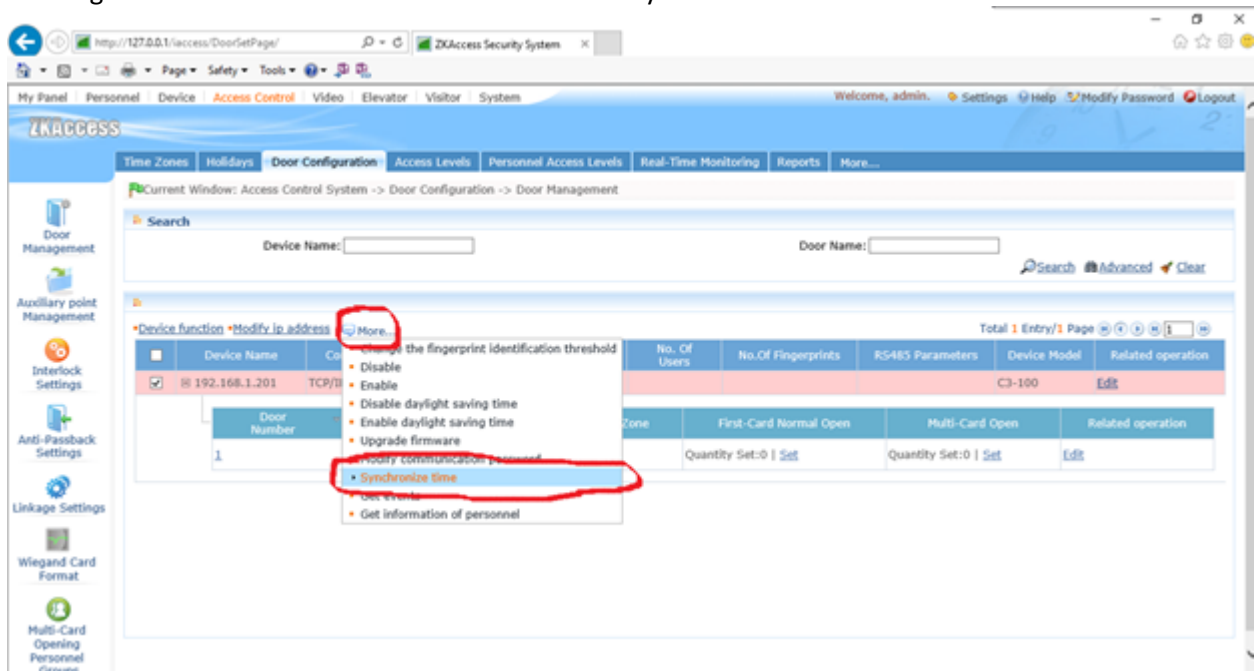 http://127.0.0.1/iaccess/DoorSetPage/
ZKAccess Security System
Page Safety Tools
My Panel Personnel Device Access Control Video Elevator Visitor System Welcome, admin. Settings Help Modify Password Logout
ZKAccess
Time Zones Holidays Door Configuration Access Levels Personnel Access Levels Real-Time Monitoring Reports More....
Current Window: Access Control System -> Door Configuration -> Door Management
Door Management
Search
Device Name: Door Name:
Search Advanced Clear
Auxiliary point Management
Device function Modify ip address More...
Total 1 Entry/1 Page 1
Device Name No. Of Users No.Of Fingerprints RS485 Parameters Device Model Related operation
192.168.1.201 C3-100 Edit
Change the fingerprint identification threshold
Disable
Enable
Disable daylight saving time
Enable daylight saving time
Upgrade firmware
Modify communication password
Synchronize time
Get events
Get information of personnel
Door Number First-Card Normal Open Multi-Card Open Related operation
1 Quantity Set:0 | Set Quantity Set:0 | Set Edit
Interlock Settings
Anti-Passback Settings
Linkage Settings
Wiegand Card Format
Multi-Card Opening Personnel Groups